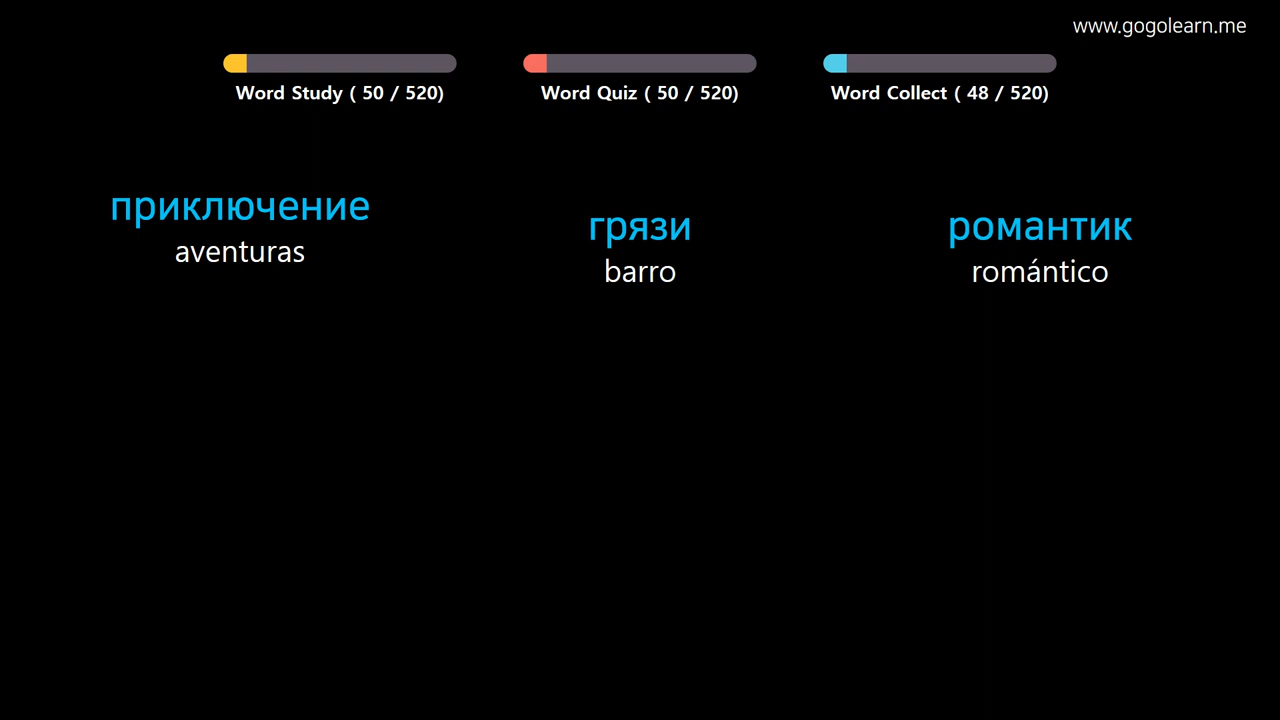 www.gogolearn.me
Word Study ( 50 / 520)
Word Quiz ( 50 / 520)
Word Collect ( 48 / 520)
приключение
aventuras
грязи
barro
романтик
romántico